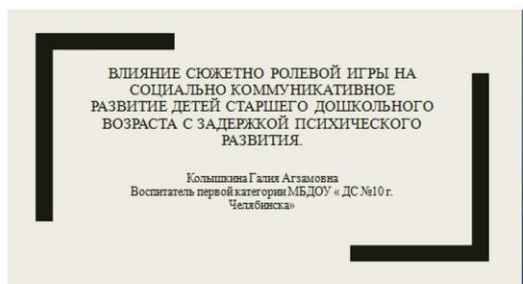 ВЛИЯНИЕ СЮЖЕТНО РОЛЕВОЙ ИГРЫ НА
СОЦИАЛЬНО КОММУНИКАТИВНОЕ
РАЗВИТИЕ ДЕТЕЙ СТАРШЕГО ДОШКОЛЬНОГО
ВОЗРАСТА С ЗАДЕРЖКОЙ ПСИХИЧЕСКОГО
РАЗВИТИЯ.
Колышкина Галия Агзамовна
Воспитатель первой категории МБДОУ « ДС №10 г.
Челябинска»